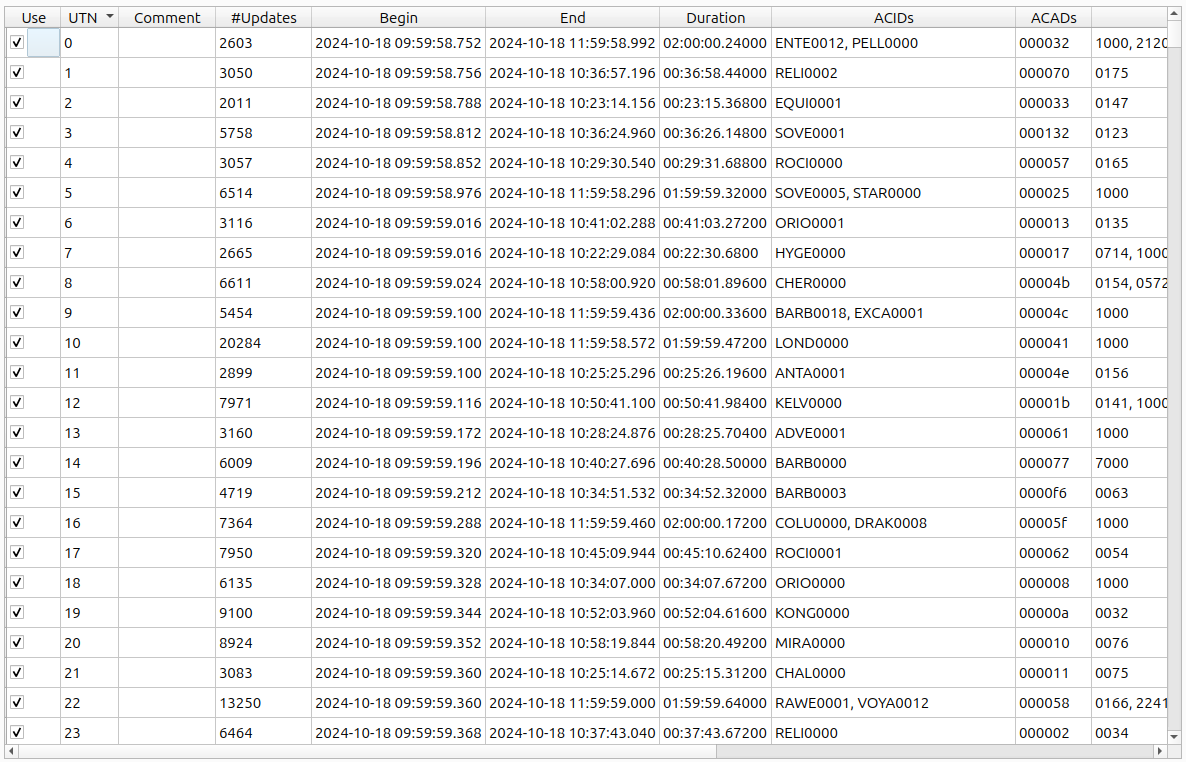 Use UTN Comment #Updates Begin End Duration ACIDs ACADs
0 2603 2024-10-18 09:59:58.752 2024-10-18 11:59:58.992 02:00:00.24000 ENTE0012, PELL0000 000032 1000, 2120
1 3050 2024-10-18 09:59:58.756 2024-10-18 10:36:57.196 00:36:58.44000 RELI0002 000070 0175
2 2011 2024-10-18 09:59:58.788 2024-10-18 10:23:14.156 00:23:15.36800 EQUI0001 000033 0147
3 5758 2024-10-18 09:59:58.812 2024-10-18 10:36:24.960 00:36:26.14800 SOVE0001 000132 0123
4 3057 2024-10-18 09:59:58.852 2024-10-18 10:29:30.540 00:29:31.68800 ROCI0000 000057 0165
5 6514 2024-10-18 09:59:58.976 2024-10-18 11:59:58.296 01:59:59.32000 SOVE0005, STAR0000 000025 1000
6 3116 2024-10-18 09:59:59.016 2024-10-18 10:41:02.288 00:41:03.27200 ORIO0001 000013 0135
7 2665 2024-10-18 09:59:59.016 2024-10-18 10:22:29.084 00:22:30.6800 HYGE0000 000017 0714, 1000
8 6611 2024-10-18 09:59:59.024 2024-10-18 10:58:00.920 00:58:01.89600 CHER0000 00004b 0154, 0572
9 5454 2024-10-18 09:59:59.100 2024-10-18 11:59:59.436 02:00:00.33600 BARB0018, EXCA0001 00004c 1000
10 20284 2024-10-18 09:59:59.100 2024-10-18 11:59:58.572 01:59:59.47200 LOND0000 000041 1000
11 2899 2024-10-18 09:59:59.100 2024-10-18 10:25:25.296 00:25:26.19600 ANTA0001 00004e 0156
12 7971 2024-10-18 09:59:59.116 2024-10-18 10:50:41.100 00:50:41.98400 KELV0000 00001b 0141, 1000
13 3160 2024-10-18 09:59:59.172 2024-10-18 10:28:24.876 00:28:25.70400 ADVE0001 000061 1000
14 6009 2024-10-18 09:59:59.196 2024-10-18 10:40:27.696 00:40:28.50000 BARB0000 000077 7000
15 4719 2024-10-18 09:59:59.212 2024-10-18 10:34:51.532 00:34:52.32000 BARB0003 0000f6 0063
16 7364 2024-10-18 09:59:59.288 2024-10-18 11:59:59.460 02:00:00.17200 COLU0000, DRAK0008 00005f 1000
17 7950 2024-10-18 09:59:59.320 2024-10-18 10:45:09.944 00:45:10.62400 ROCI0001 000062 0054
18 6135 2024-10-18 09:59:59.328 2024-10-18 10:34:07.000 00:34:07.67200 ORIO0000 000008 1000
19 9100 2024-10-18 09:59:59.344 2024-10-18 10:52:03.960 00:52:04.61600 KONG0000 00000a 0032
20 8924 2024-10-18 09:59:59.352 2024-10-18 10:58:19.844 00:58:20.49200 MIRA0000 000010 0076
21 3083 2024-10-18 09:59:59.360 2024-10-18 10:25:14.672 00:25:15.31200 CHAL0000 000011 0075
22 13250 2024-10-18 09:59:59.360 2024-10-18 11:59:59.000 01:59:59.64000 RAWE0001, VOYA0012 000058 0166, 2241
23 6464 2024-10-18 09:59:59.368 2024-10-18 10:37:43.040 00:37:43.67200 RELI0000 000002 0034